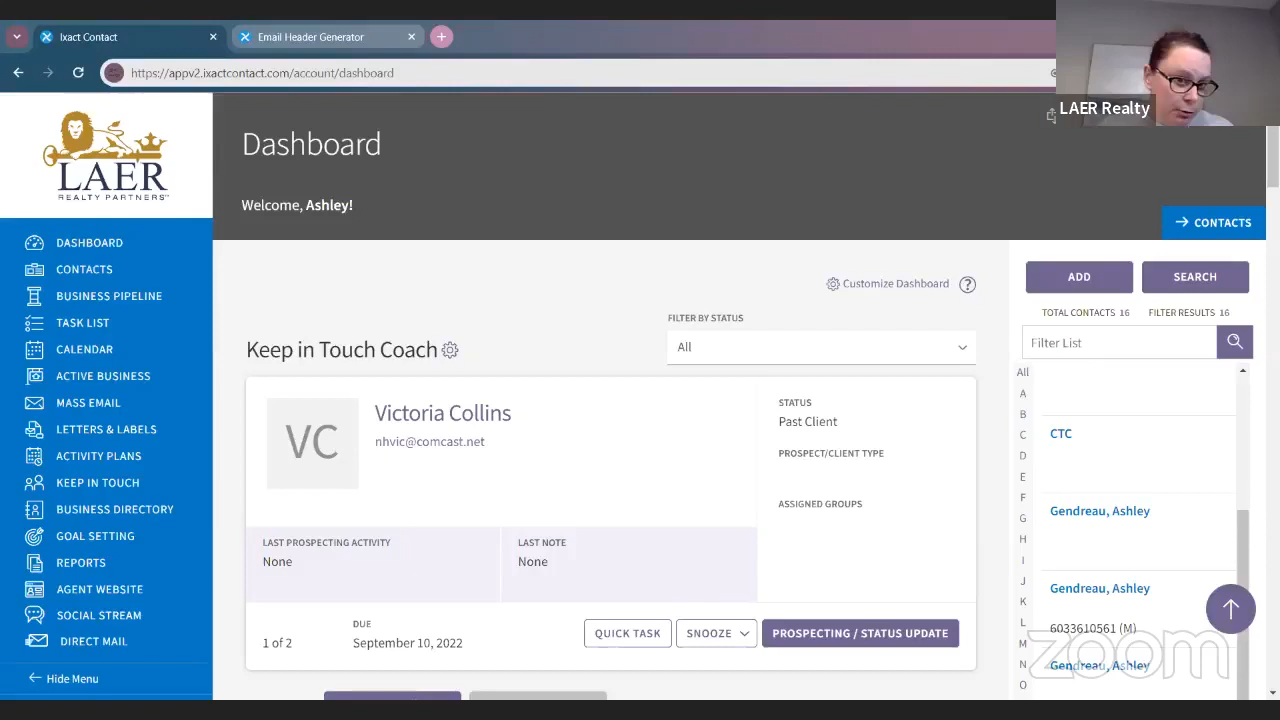 Ixact Contact
Email Header Generator
https://appv2.ixactcontact.com/account/dashboard
LAER Realty
LAER
REALTY PARTNERS
Dashboard
Welcome, Ashley!
CONTACTS
DASHBOARD
CONTACTS
BUSINESS PIPELINE
TASK LIST
CALENDAR
ACTIVE BUSINESS
MASS EMAIL
LETTERS & LABELS
ACTIVITY PLANS
KEEP IN TOUCH
BUSINESS DIRECTORY
GOAL SETTING
REPORTS
AGENT WEBSITE
SOCIAL STREAM
DIRECT MAIL
Hide Menu
Customize Dashboard ?
FILTER BY STATUS
Keep in Touch Coach
All
VC
Victoria Collins
nhvic@comcast.net
STATUS
Past Client
PROSPECT/CLIENT TYPE
ASSIGNED GROUPS
LAST PROSPECTING ACTIVITY
None
LAST NOTE
None
1 of 2
DUE
September 10, 2022
QUICK TASK
SNOOZE
PROSPECTING / STATUS UPDATE
ADD
SEARCH
TOTAL CONTACTS 16
FILTER RESULTS 16
Filter List
All
A
B
C
D
E
F
G
H
I
J
K
L
M
N
O
CTC
Gendreau, Ashley
Gendreau, Ashley
6033610561 (M)
Gendreau, Ashley
zoom